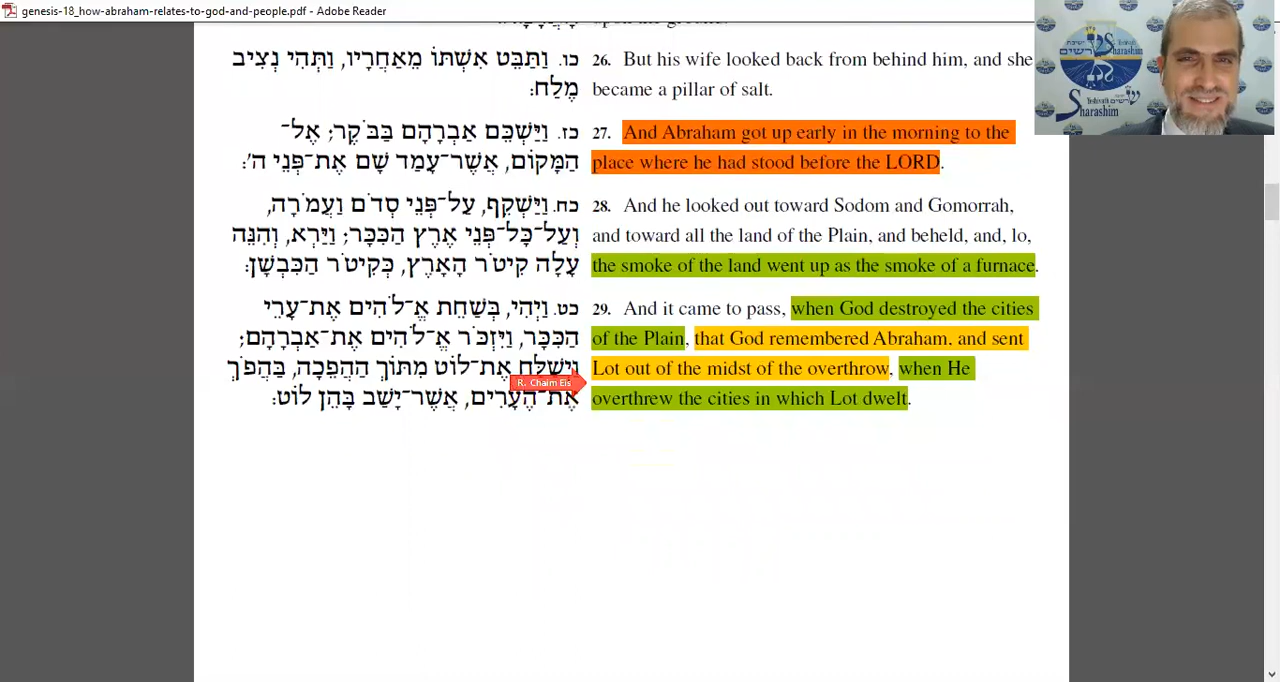 genesis-18_how-abraham-relates-to-god-and-people.pdf - Adobe Reader
כו. וַתַּבֵּט אִשְׁתּוֹ מֵאַחֲרָיו, וַתְּהִי נְצִיב
מֶלַח:
26. But his wife looked back from behind him, and she
became a pillar of salt.
כז. וַיַּשְׁכֵּם אַבְרָהָם בַּבֹּקֶר; אֶל־
הַמָּקוֹם, אֲשֶׁר־עָמַד שָׁם אֶת־פְּנֵי ה':
27. And Abraham got up early in the morning to the
place where he had stood before the LORD.
כח. וַיַּשְׁקֵף, עַל־פְּנֵי סְדֹם וַעֲמֹרָה,
וְעַל־כָּל־פְּנֵי אֶרֶץ הַכִּכָּר; וַיַּרְא, וְהִנֵּה
עָלָה קִיטֹר הָאָרֶץ, כְּקִיטֹר הַכִּבְשָׁן:
28. And he looked out toward Sodom and Gomorrah,
and toward all the land of the Plain, and beheld, and, lo,
the smoke of the land went up as the smoke of a furnace.
כט. וַיְהִי, בְּשַׁחֵת אֱ־לֹהִים אֶת־עָרֵי
הַכִּכָּר, וַיִּזְכֹּר אֱ־לֹהִים אֶת־אַבְרָהָם;
וַיְשַׁלַּח אֶת־לוֹט מִתּוֹךְ הַהֲפֵכָה, בַּהֲפֹךְ
אֶת־הֶעָרִים, אֲשֶׁר־יָשַׁב בָּהֵן לוֹט:
29. And it came to pass, when God destroyed the cities
of the Plain, that God remembered Abraham, and sent
Lot out of the midst of the overthrow, when He
overthrew the cities in which Lot dwelt.
R. Chaim Eis
Sharashim
Yeshivath
שרשים